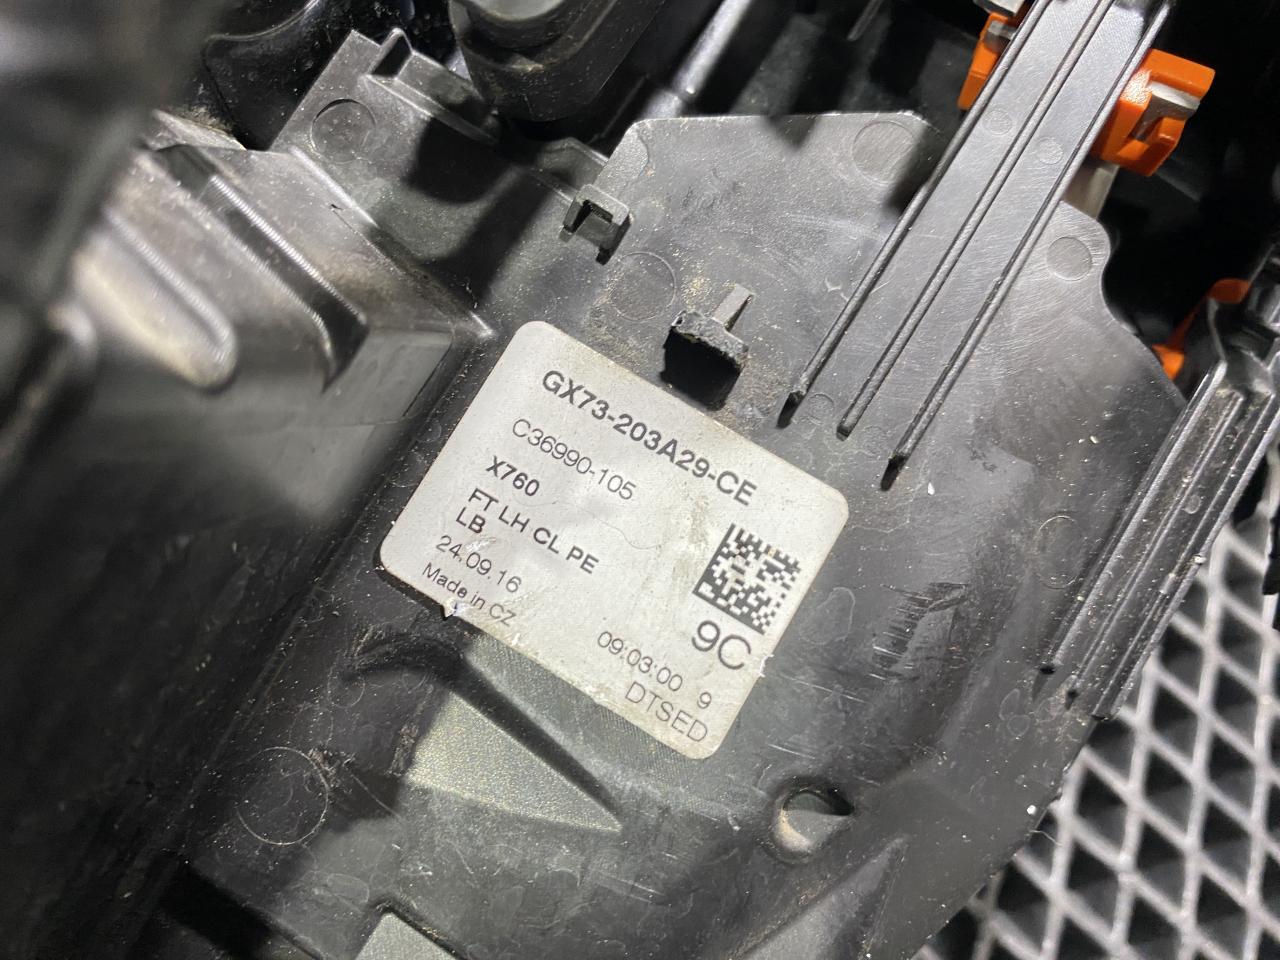 GX73-203A29-CE
C36990-105
X760
FT LH CL PE
LB
24.09.16
Made in CZ
9C
09:03:00 9
DTSED